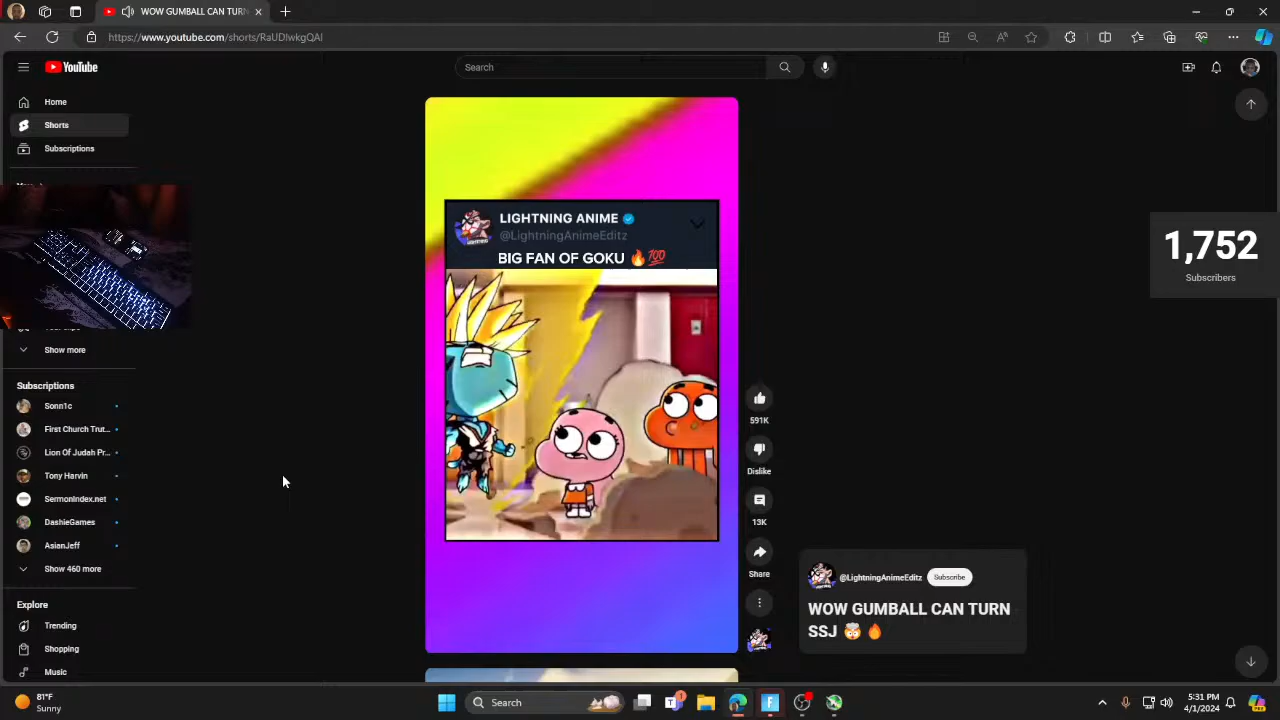 WOW GUMBALL CAN TURN
https://www.youtube.com/shorts/RaUDIwkgQAI
YouTube
Search
Home
Shorts
Subscriptions
Show more
Subscriptions
Sonn1c
First Church Trut...
Lion Of Judah Pr...
Tony Harvin
SermonIndex.net
DashieGames
AsianJeff
Show 460 more
Explore
Trending
Shopping
Music
LIGHTNING ANIME
@LightningAnimeEditz
BIG FAN OF GOKU 🔥💯
591K
Dislike
13K
Share
1,752
Subscribers
@LightningAnimeEditz
Subscribe
WOW GUMBALL CAN TURN
SSJ 🤯🔥
81°F
Sunny
Search
5:31 PM
4/3/2024